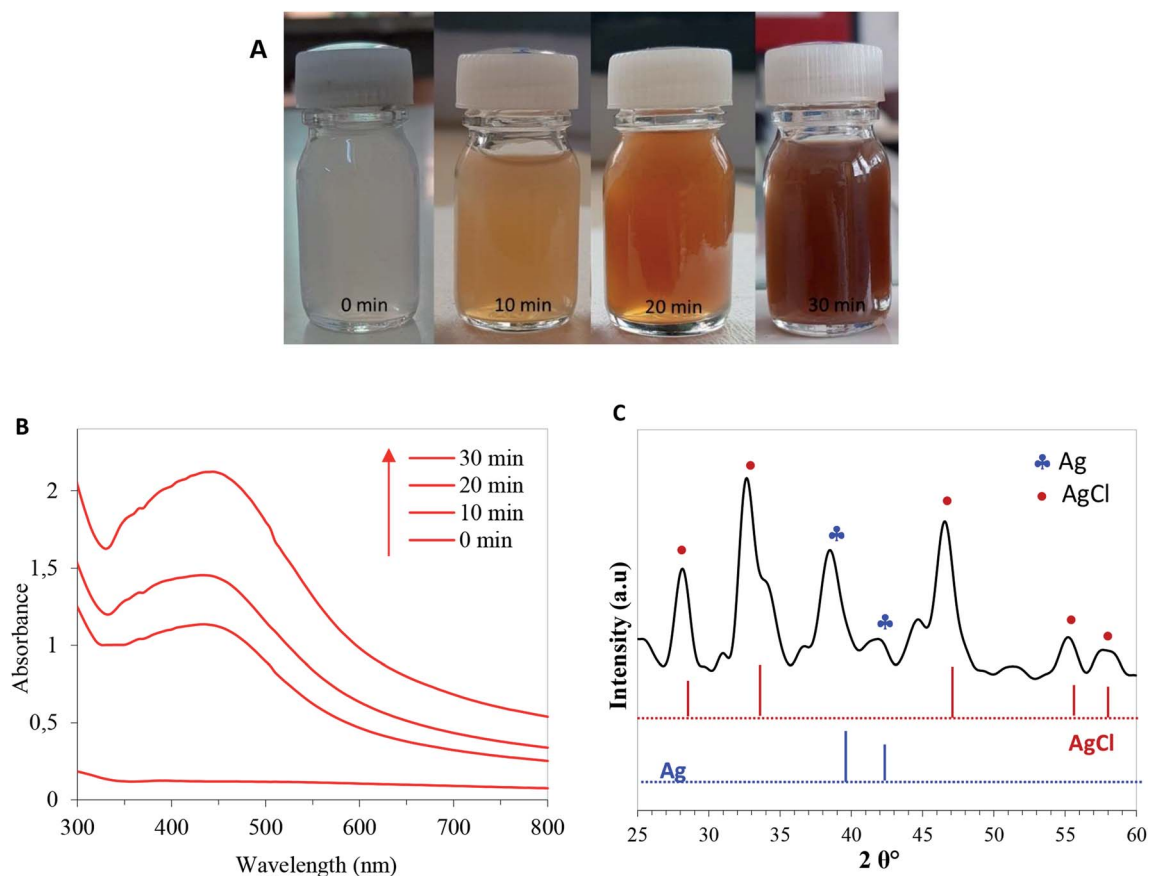 A
0 min
10 min
20 min
30 min
B
2
1,5
1
0,5
0
Absorbance
30 min
20 min
10 min
0 min
300
400
500
600
700
800
Wavelength (nm)
C
Intensity (a.u)
Ag
AgCl
AgCl
Ag
25
30
35
40
45
50
55
60
2 θ°